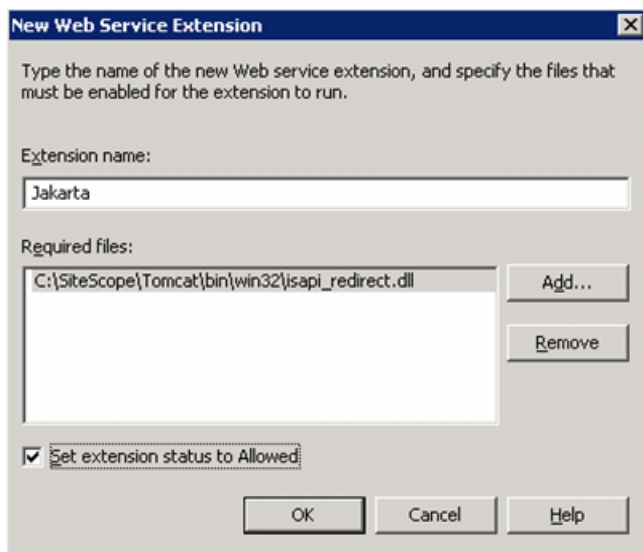 New Web Service Extension
Type the name of the new Web service extension, and specify the files that
must be enabled for the extension to run.
Extension name:
Jakarta
Required files:
C:\SiteScope\Tomcat\bin\win32\isapi_redirect.dll
Add...
Remove
Set extension status to Allowed
OK
Cancel
Help